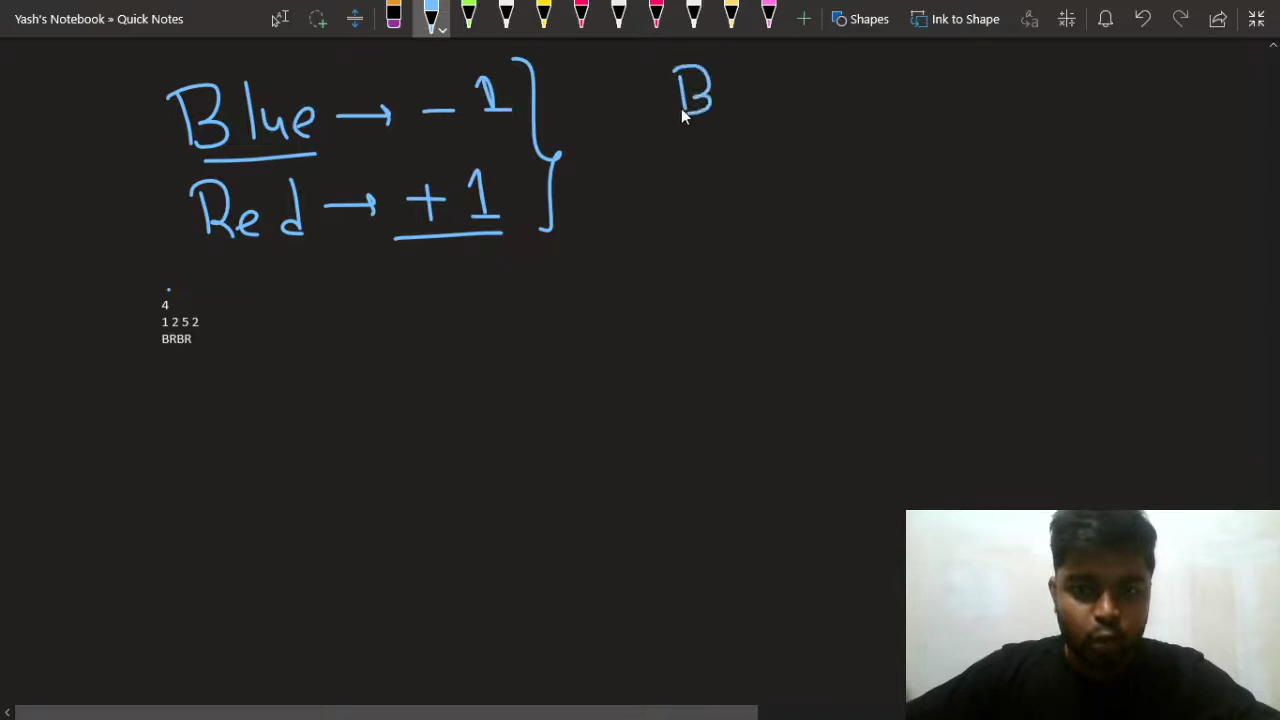 Yash's Notebook » Quick Notes
Shapes
Ink to Shape
Blue → - 1
B
Red → + 1
4
1 2 5 2
BRBR